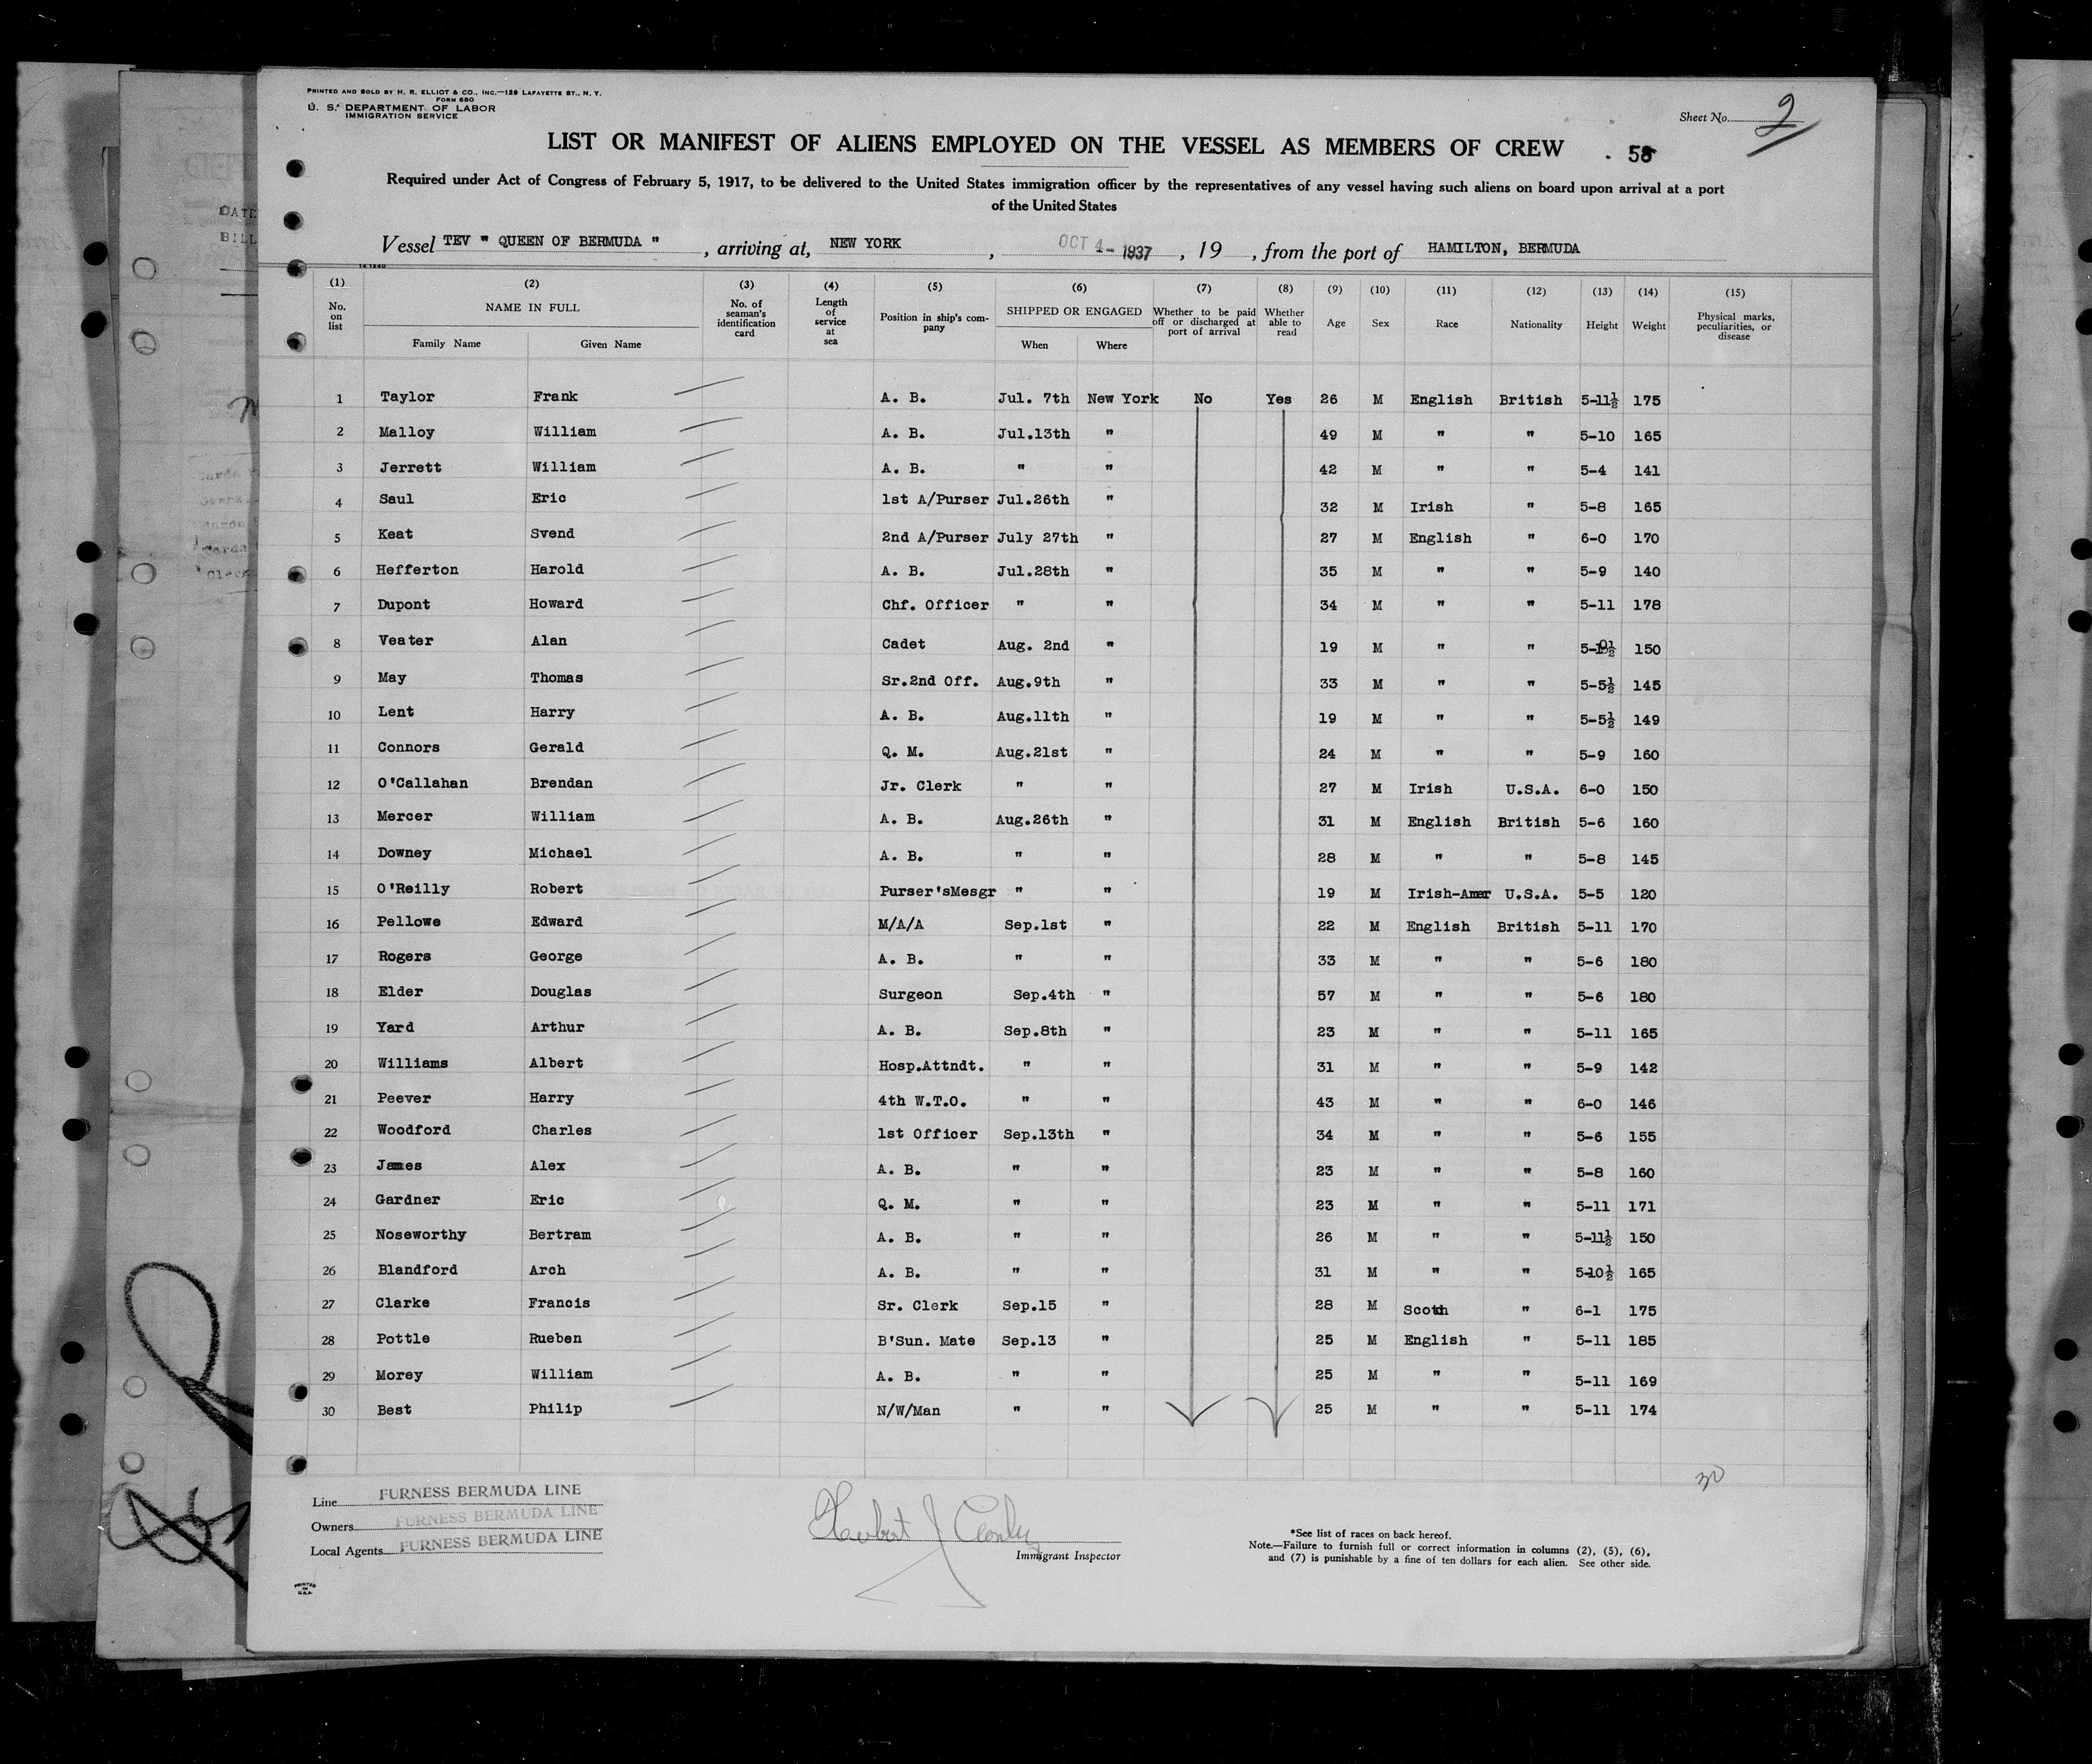 PRINTED AND SOLD BY H. R. ELLIOT & CO., INC.—129 LAFAYETTE ST., N. Y.
FORM 680
U. S. DEPARTMENT OF LABOR
IMMIGRATION SERVICE
Sheet No. 2
LIST OR MANIFEST OF ALIENS EMPLOYED ON THE VESSEL AS MEMBERS OF CREW
Required under Act of Congress of February 5, 1917, to be delivered to the United States immigration officer by the representatives of any vessel having such aliens on board upon arrival at a port
of the United States
Vessel TEV " QUEEN OF BERMUDA " , arriving at, NEW YORK , OCT 4- 1937 , 19 , from the port of HAMILTON, BERMUDA
(1) (2) (3) (4) (5) (6) (7) (8) (9) (10) (11) (12) (13) (14) (15)
No. on list NAME IN FULL Family Name Given Name No. of seaman's identification card Length of service at sea Position in ship's company SHIPPED OR ENGAGED When Where Whether to be paid off or discharged at port of arrival Whether able to read Age Sex Race Nationality Height Weight Physical marks, peculiarities, or disease
1 Taylor Frank A. B. Jul. 7th New York No Yes 26 M English British 5-11½ 175
2 Malloy William A. B. Jul.13th " 49 M " " 5-10 165
3 Jerrett William A. B. " " 42 M " " 5-4 141
4 Saul Eric 1st A/Purser Jul.26th " 32 M Irish " 5-8 165
5 Keat Svend 2nd A/Purser July 27th " 27 M English " 6-0 170
6 Hefferton Harold A. B. Jul.28th " 35 M " " 5-9 140
7 Dupont Howard Chf. Officer " " 34 M " " 5-11 178
8 Veater Alan Cadet Aug. 2nd " 19 M " " 150
9 May Thomas Sr.2nd Off. Aug.9th " 33 M " " 5-5½ 145
10 Lent Harry A. B. Aug.11th " 19 M " " 5-5½ 149
11 Connors Gerald Q. M. Aug.21st " 24 M " " 5-9 160
12 O'Callahan Brendan Jr. Clerk " " 27 M Irish U.S.A. 6-0 150
13 Mercer William A. B. Aug.26th " 31 M English British 5-6 160
14 Downey Michael A. B. " " 28 M " " 5-8 145
15 O'Reilly Robert Purser'sMesgr " " 19 M Irish-Amer U.S.A. 5-5 120
16 Pellowe Edward M/A/A Sep.1st " 22 M English British 5-11 170
17 Rogers George A. B. " " 33 M " " 5-6 180
18 Elder Douglas Surgeon Sep.4th " 57 M " " 5-6 180
19 Yard Arthur A. B. Sep.8th " 23 M " " 5-11 165
20 Williams Albert Hosp.Attndt. " " 31 M " " 5-9 142
21 Peever Harry 4th W.T.O. " " 43 M " " 6-0 146
22 Woodford Charles 1st Officer Sep.13th " 34 M " " 5-6 155
23 James Alex A. B. " " 23 M " " 5-8 160
24 Gardner Eric Q. M. " " 23 M " " 5-11 171
25 Noseworthy Bertram A. B. " " 26 M " " 5-11½ 150
26 Blandford Arch A. B. " " 31 M " " 5-10½ 165
27 Clarke Francis Sr. Clerk Sep.15 " 28 M Scotch " 6-1 175
28 Pottle Rueben B'Sun. Mate Sep.13 " 25 M English " 5-11 185
29 Morey William A. B. " " 25 M " " 5-11 169
30 Best Philip N/W/Man " " 25 M " " 5-11 174
30
Line FURNESS BERMUDA LINE
Owners FURNESS BERMUDA LINE
Local Agents FURNESS BERMUDA LINE
Immigrant Inspector
*See list of races on back hereof.
Note.—Failure to furnish full or correct information in columns (2), (5), (6),
and (7) is punishable by a fine of ten dollars for each alien. See other side.
PRINTED IN U.S.A.